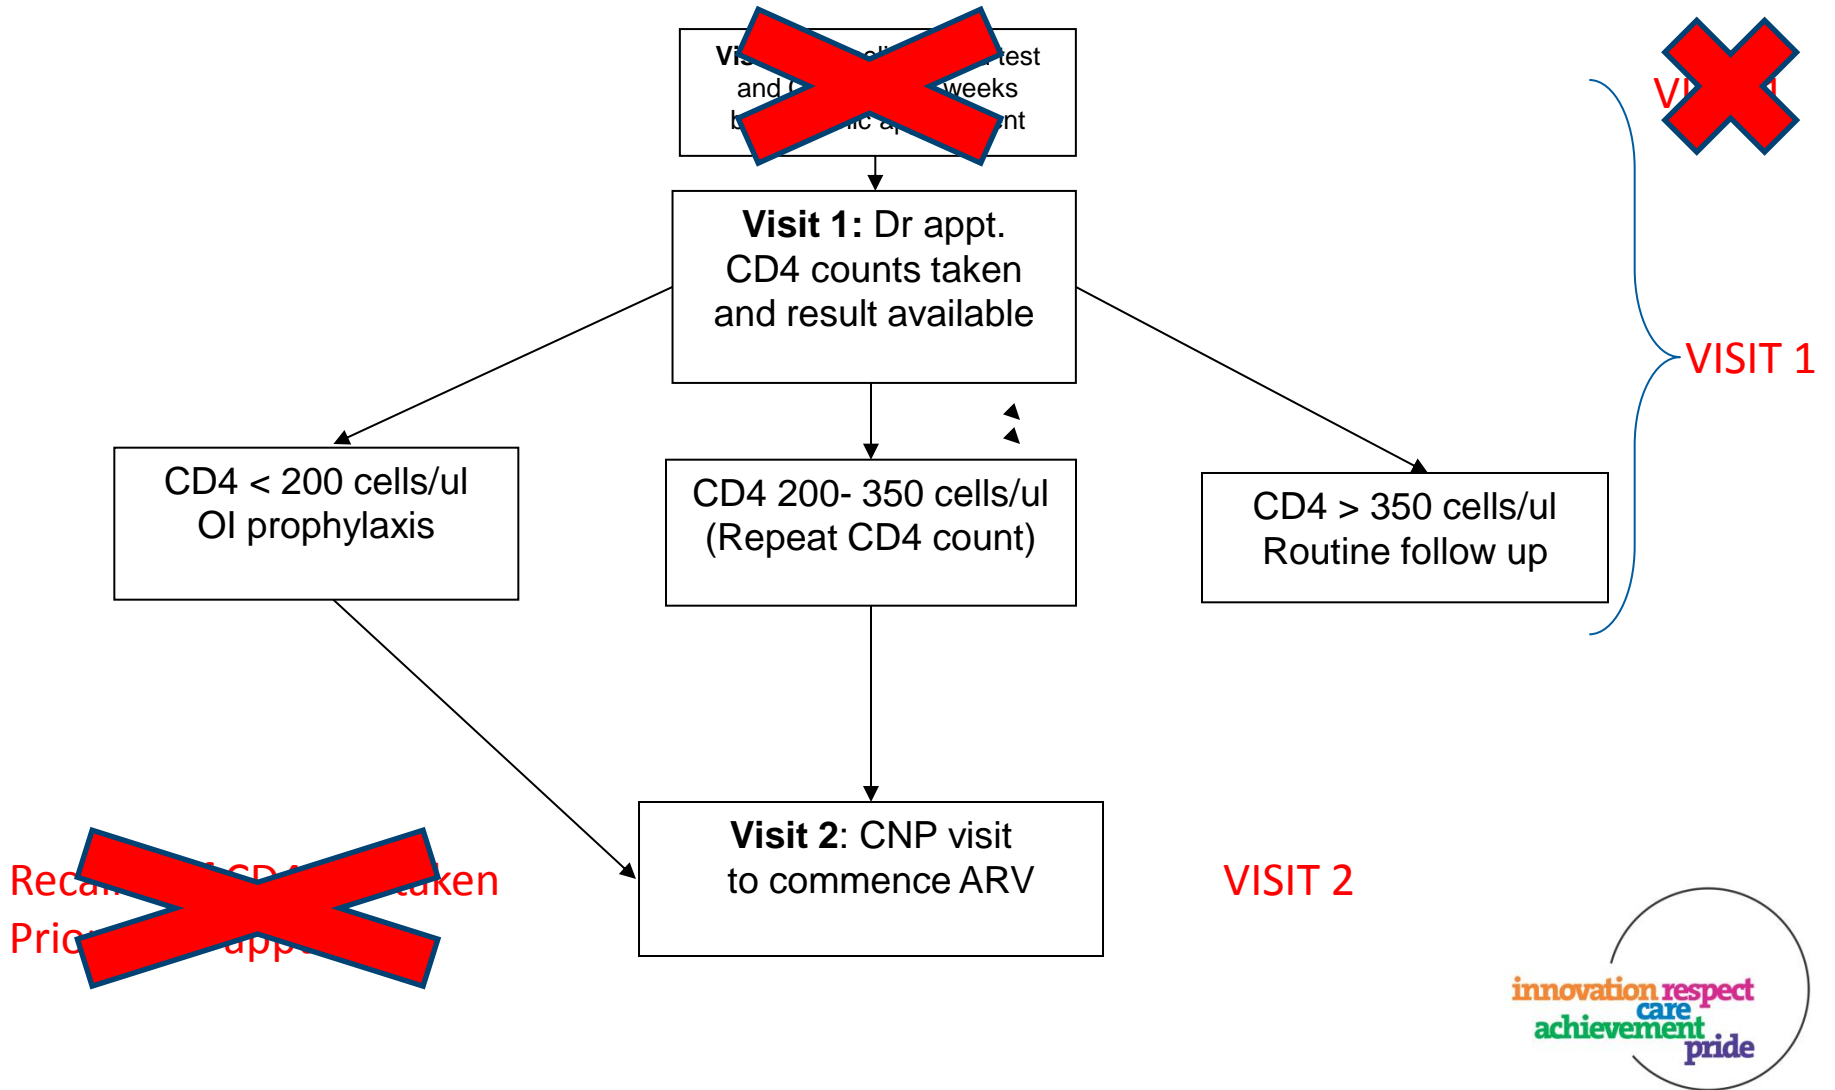 test
and weeks
Visit 1: Dr appt.
CD4 counts taken
and result available
VISIT 1
CD4 < 200 cells/ul
OI prophylaxis
CD4 200- 350 cells/ul
(Repeat CD4 count)
CD4 > 350 cells/ul
Routine follow up
Visit 2: CNP visit
to commence ARV
VISIT 2
innovation respect
care
achievement
pride